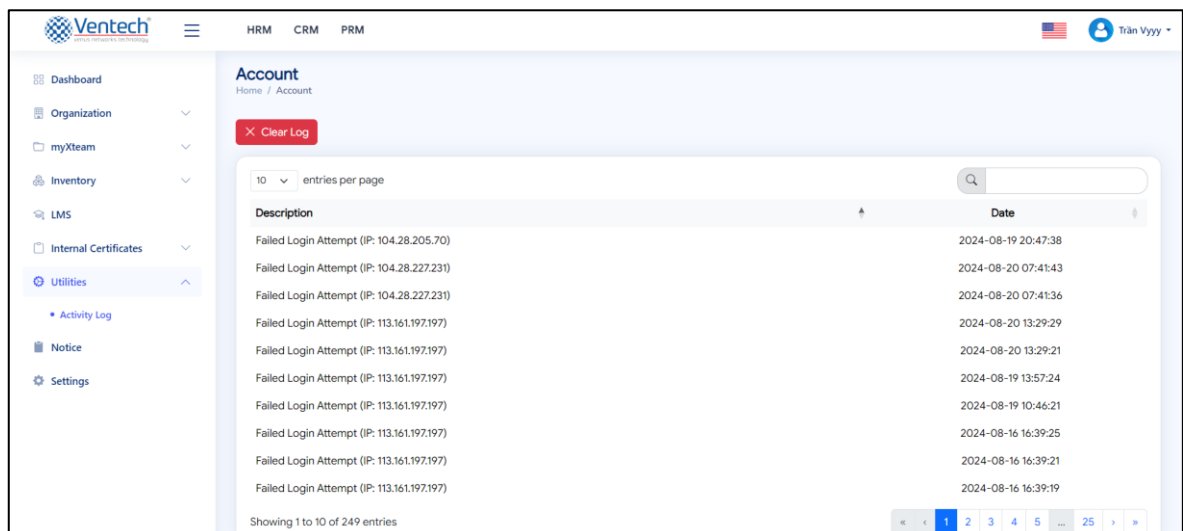 Ventech
HRM CRM PRM
Trần Vyyy
Dashboard
Organization
myXteam
Inventory
LMS
Internal Certificates
Utilities
Activity Log
Notice
Settings
Account
Home / Account
Clear Log
10 entries per page
Description Date
Failed Login Attempt (IP: 104.28.205.70) 2024-08-19 20:47:38
Failed Login Attempt (IP: 104.28.227.231) 2024-08-20 07:41:43
Failed Login Attempt (IP: 104.28.227.231) 2024-08-20 07:41:36
Failed Login Attempt (IP: 113.161.197.197) 2024-08-20 13:29:29
Failed Login Attempt (IP: 113.161.197.197) 2024-08-20 13:29:21
Failed Login Attempt (IP: 113.161.197.197) 2024-08-19 13:57:24
Failed Login Attempt (IP: 113.161.197.197) 2024-08-19 10:46:21
Failed Login Attempt (IP: 113.161.197.197) 2024-08-16 16:39:25
Failed Login Attempt (IP: 113.161.197.197) 2024-08-16 16:39:21
Failed Login Attempt (IP: 113.161.197.197) 2024-08-16 16:39:19
Showing 1 to 10 of 249 entries
« ‹ 1 2 3 4 5 ... 25 › »